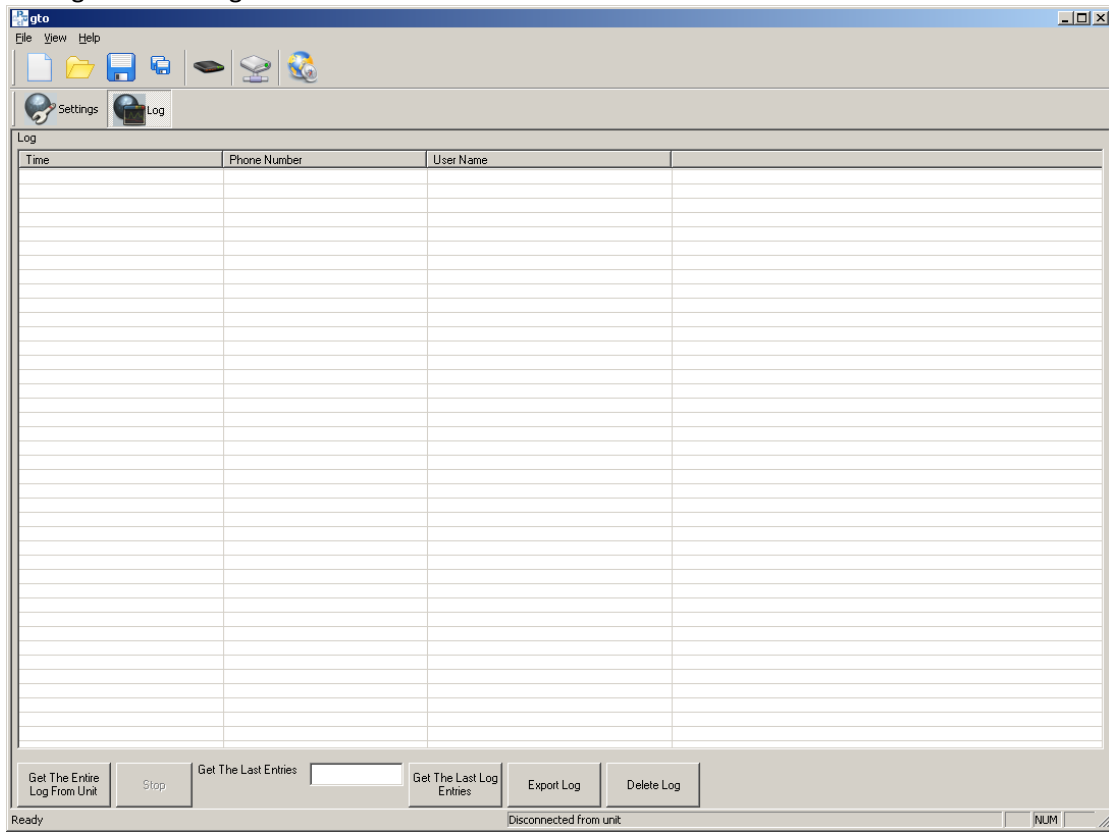 gto
File View Help
Settings Log
Log
Time Phone Number User Name
Get The Entire
Log From Unit
Stop
Get The Last Entries
Get The Last Log
Entries
Export Log
Delete Log
Ready Disconnected from unit NUM